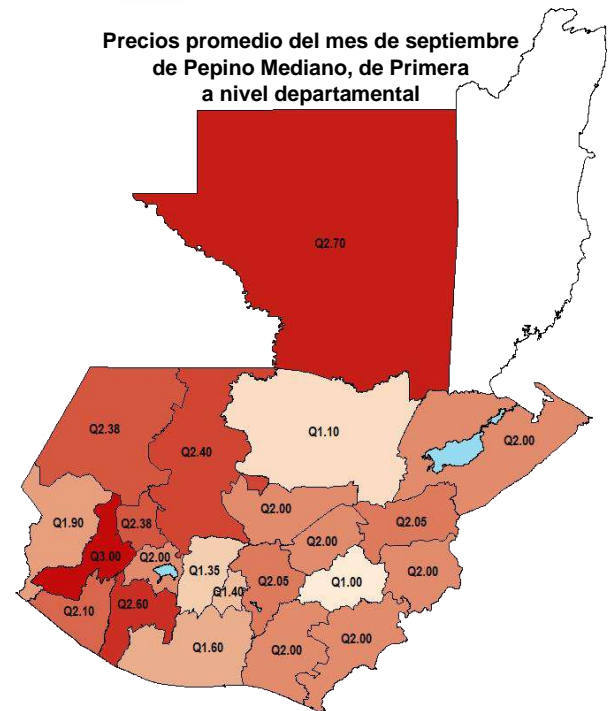 Precios promedio del mes de septiembre
de Pepino Mediano, de Primera
a nivel departamental
Q2.70
Q2.38
Q2.40
Q1.10
Q2.00
Q1.90
Q2.38
Q2.00
Q2.05
Q2.00
Q3.00
Q2.00
Q1.35
Q1.40
Q2.05
Q1.00
Q2.00
Q2.10
Q2.60
Q1.60
Q2.00
Q2.00